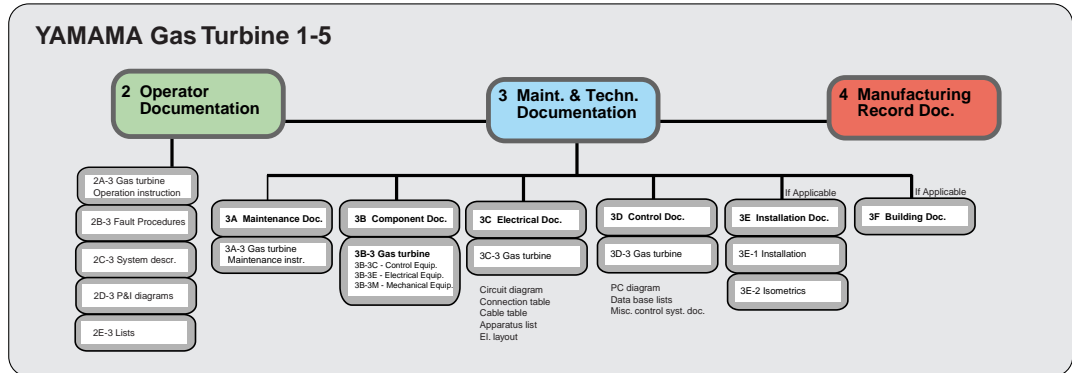 YAMAMA Gas Turbine 1-5
2 Operator
Documentation
3 Maint. & Techn.
Documentation
4 Manufacturing
Record Doc.
2A-3 Gas turbine
Operation instruction
2B-3 Fault Procedures
2C-3 System descr.
2D-3 P&I diagrams
2E-3 Lists
3A Maintenance Doc.
3A-3 Gas turbine
Maintenance instr.
3B Component Doc.
3B-3 Gas turbine
3B-3C - Control Equip.
3B-3E - Electrical Equip.
3B-3M - Mechanical Equip.
3C Electrical Doc.
3C-3 Gas turbine
Circuit diagram
Connection table
Cable table
Apparatus list
El. layout
3D Control Doc.
3D-3 Gas turbine
PC diagram
Data base lists
Misc. control syst. doc.
If Applicable
3E Installation Doc.
3E-1 Installation
3E-2 Isometrics
If Applicable
3F Building Doc.